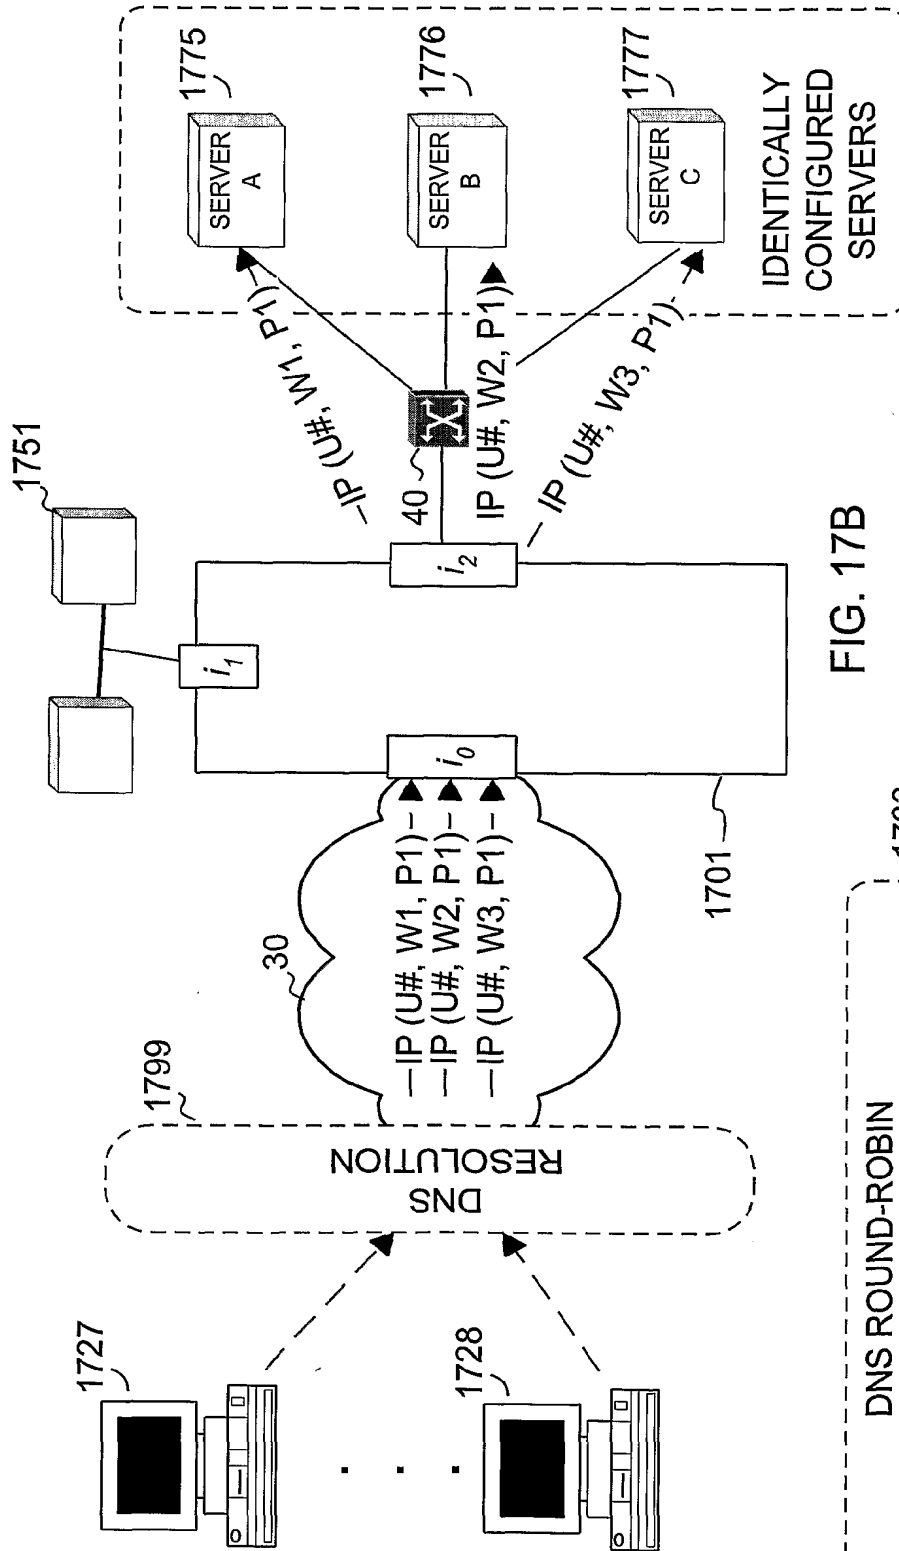 1727
1728
DNS
RESOLUTION
1799
30
—IP (U#, W1, P1)—
—IP (U#, W2, P1)—
—IP (U#, W3, P1)—
1701
i0
i1
i2
1751
40
—IP (U#, W1, P1)—
IP (U#, W2, P1)
— IP (U#, W3, P1)—
SERVER
A
1775
SERVER
B
1776
SERVER
C
1777
IDENTICALLY
CONFIGURED
SERVERS
FIG. 17B
DNS ROUND-ROBIN